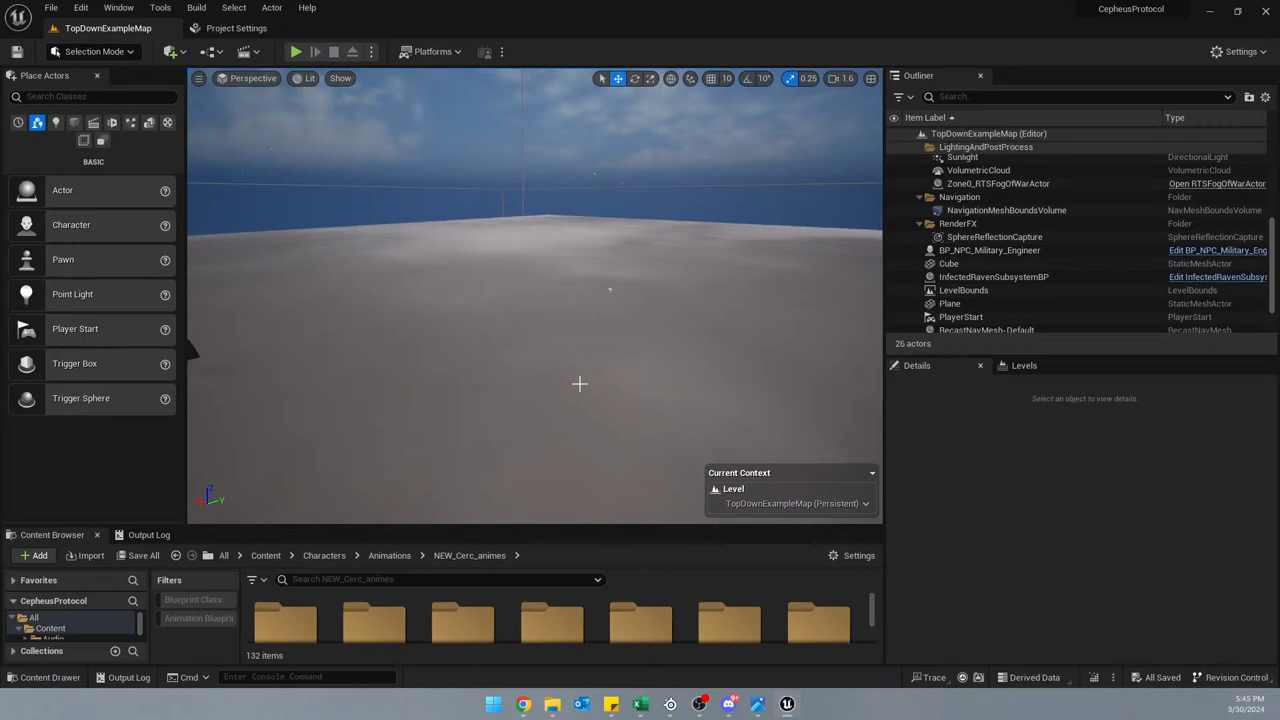 File Edit Window Tools Build Select Actor Help
CepheusProtocol
TopDownExampleMap
Project Settings
Selection Mode
Platforms
Settings
Place Actors
Search Classes
BASIC
Actor
Character
Pawn
Point Light
Player Start
Trigger Box
Trigger Sphere
Perspective Lit Show
10 10° 0.25 1.6
Current Context
Level
TopDownExampleMap (Persistent)
Outliner
Search...
Item Label Type
TopDownExampleMap (Editor)
LightingAndPostProcess
Sunlight DirectionalLight
VolumetricCloud VolumetricCloud
Zone0_RTSFogOfWarActor Open RTSFogOfWarActor
Navigation Folder
NavigationMeshBoundsVolume NavMeshBoundsVolume
RenderFX Folder
SphereReflectionCapture SphereReflectionCapture
BP_NPC_Military_Engineer Edit BP_NPC_Military_Eng
Cube StaticMeshActor
InfectedRavenSubsystemBP Edit InfectedRavenSubsy
LevelBounds LevelBounds
Plane StaticMeshActor
PlayerStart PlayerStart
RecastNavMesh-Default RecastNavMesh
26 actors
Details Levels
Select an object to view details.
Content Browser Output Log
Add Import Save All All Content Characters Animations NEW_Cerc_animes Settings
Favorites
Filters
Search NEW_Cerc_animes
CepheusProtocol
Blueprint Class
All
Content
Animation Blueprin
Audio
Collections
132 items
Content Drawer Output Log Cmd Enter Console Command Trace Derived Data All Saved Revision Control
5:45 PM
3/30/2024